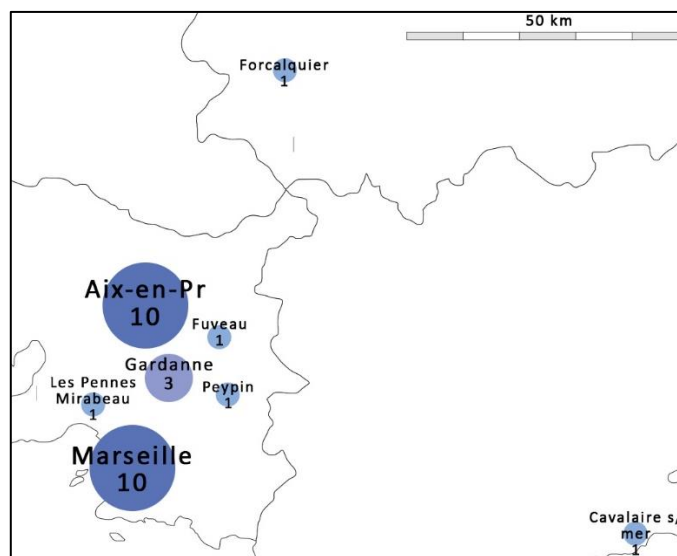 50 km
Forcalquier
1
Aix-en-Pr
10
Fuveau
1
Gardanne
3
Les Pennes
Mirabeau
1
Peypin
1
Marseille
10
Cavalaire s/
mer
1